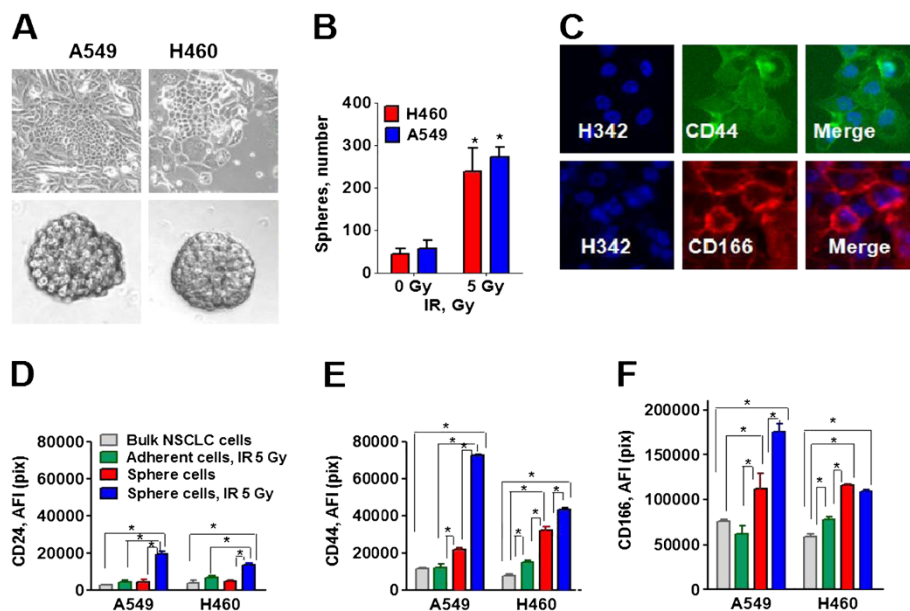 A
A549
H460
B
Spheres, number
400
300
200
100
0
H460
A549
*
*
0 Gy
5 Gy
IR, Gy
C
H342
CD44
Merge
H342
CD166
Merge
D
CD24, AFI (pix)
80000
60000
40000
20000
0
Bulk NSCLC cells
Adherent cells, IR 5 Gy
Sphere cells
Sphere cells, IR 5 Gy
*
*
*
*
*
*
A549
H460
E
CD44, AFI (pix)
80000
60000
40000
20000
0
*
*
*
*
*
*
*
*
*
A549
H460
F
CD166, AFI (pix)
200000
150000
100000
50000
0
*
*
*
*
*
*
*
*
A549
H460